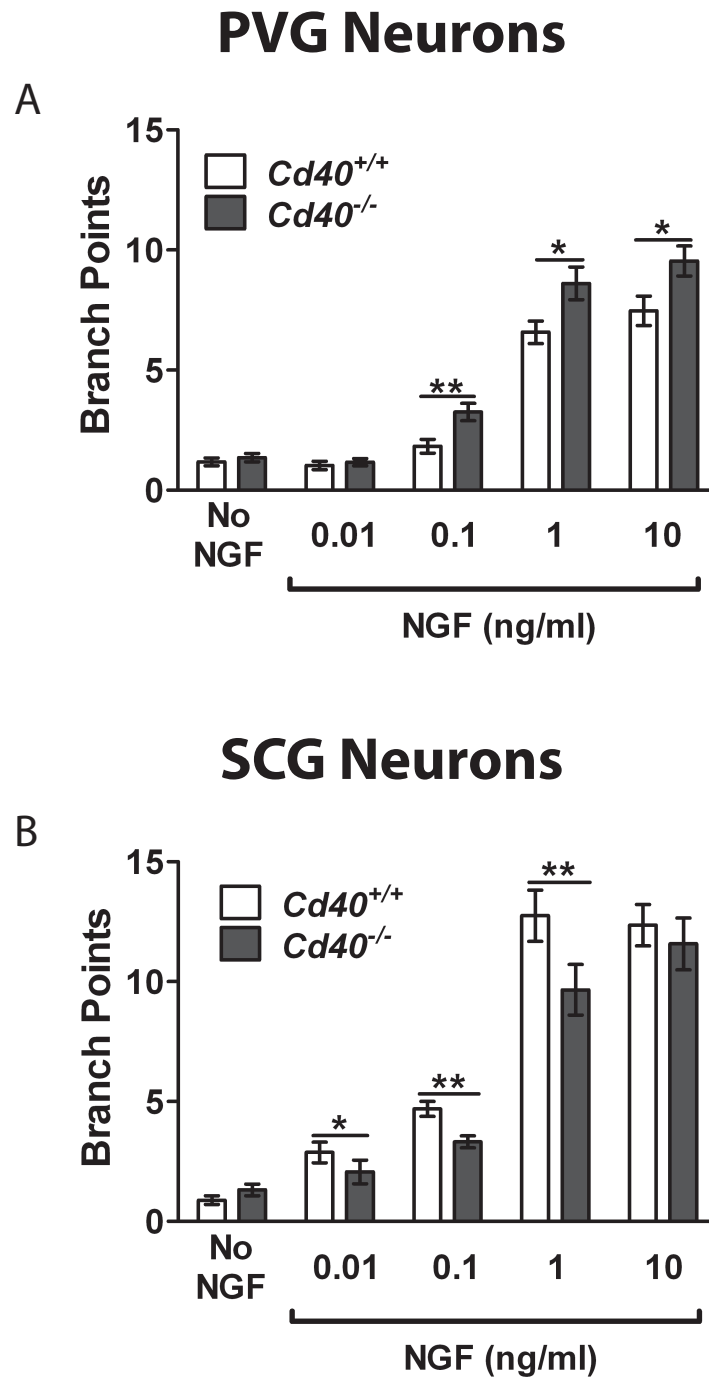 PVG Neurons
A
15
Cd40+/+
Cd40-/-
Branch Points
10
5
0
*
*
**
No
NGF
0.01 0.1 1 10
NGF (ng/ml)
SCG Neurons
B
15
Cd40+/+
Cd40-/-
Branch Points
10
5
0
**
**
*
No
NGF
0.01 0.1 1 10
NGF (ng/ml)